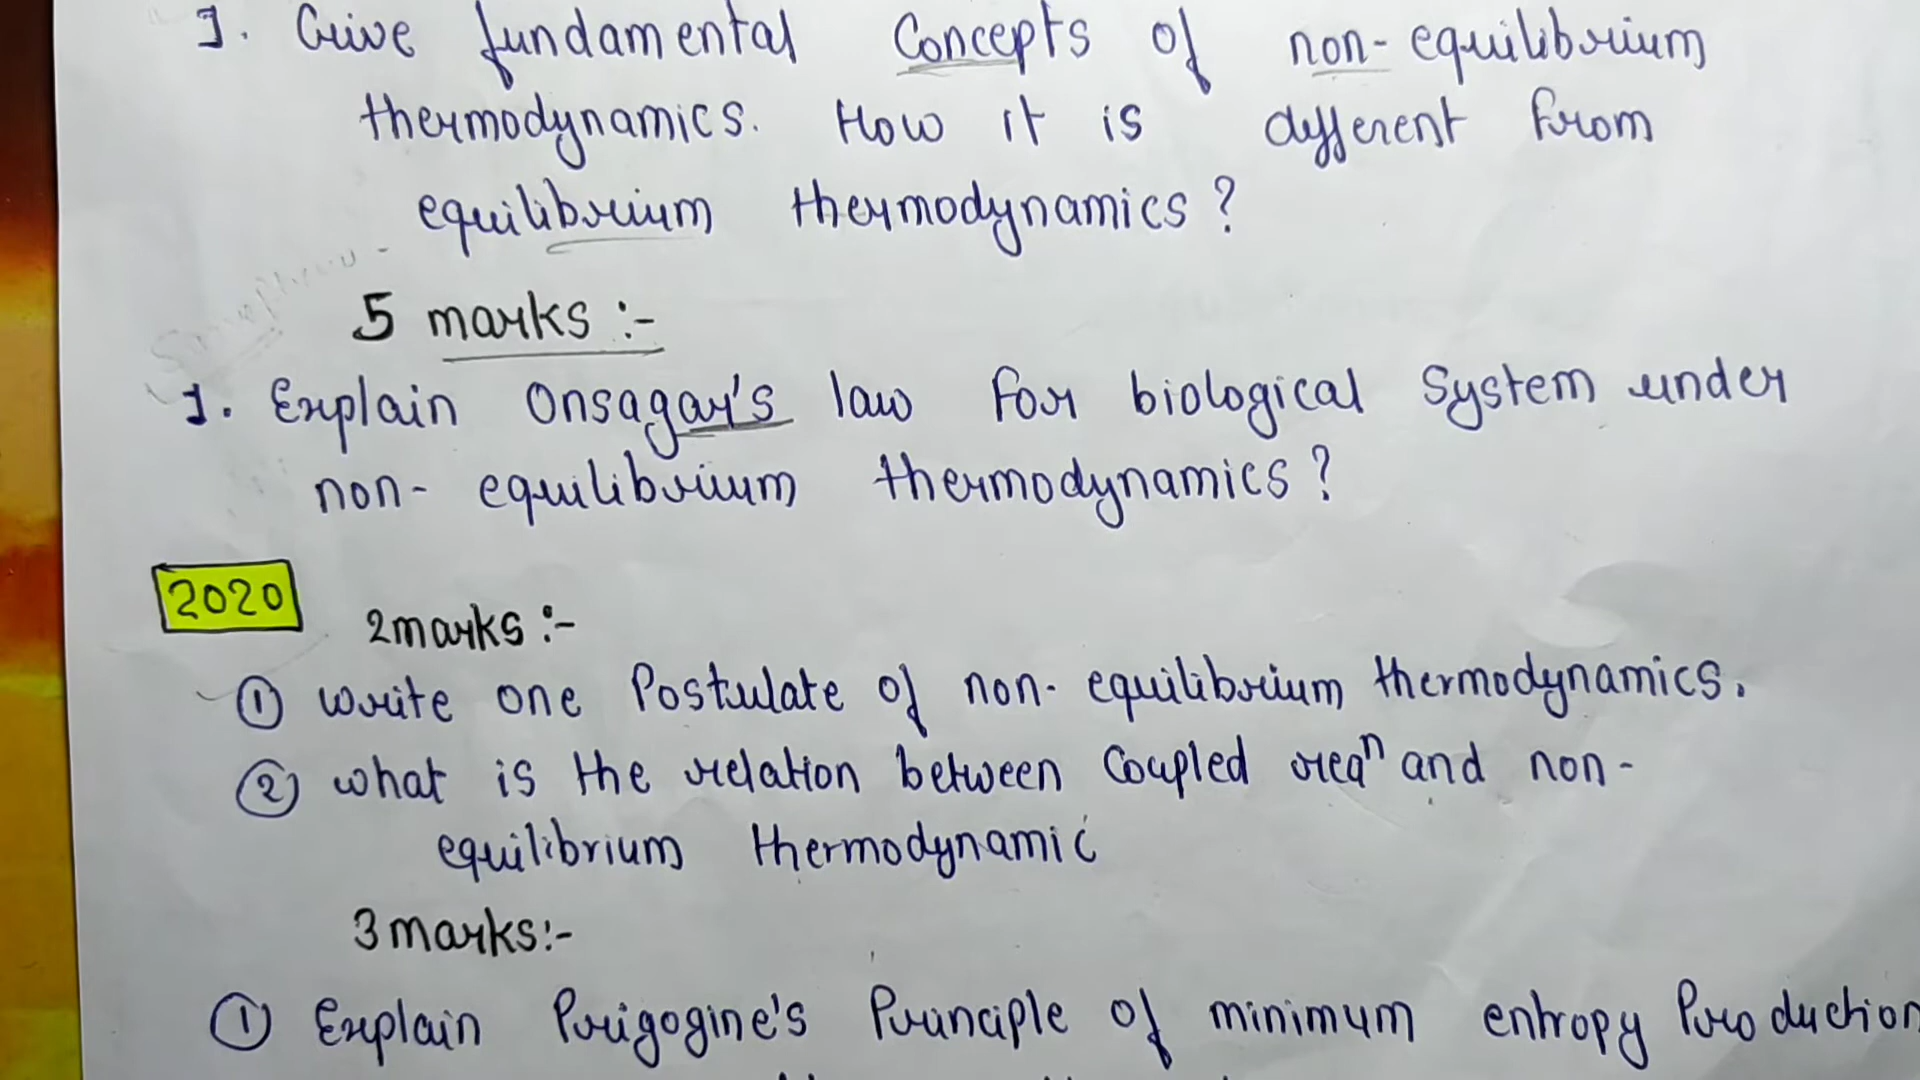 1. Give fundamental Concepts of non-equilibrium
thermodynamics. How it is different from
equilibrium thermodynamics?
5 marks :-
1. Explain Onsagar's law for biological System under
non-equilibrium thermodynamics?
2020
2marks :-
① write one Postulate of non-equilibrium thermodynamics.
② what is the relation between Coupled reaⁿ and non-
equilibrium thermodynamic
3 marks:-
① Explain Prigogine's Principle of minimum entropy Production